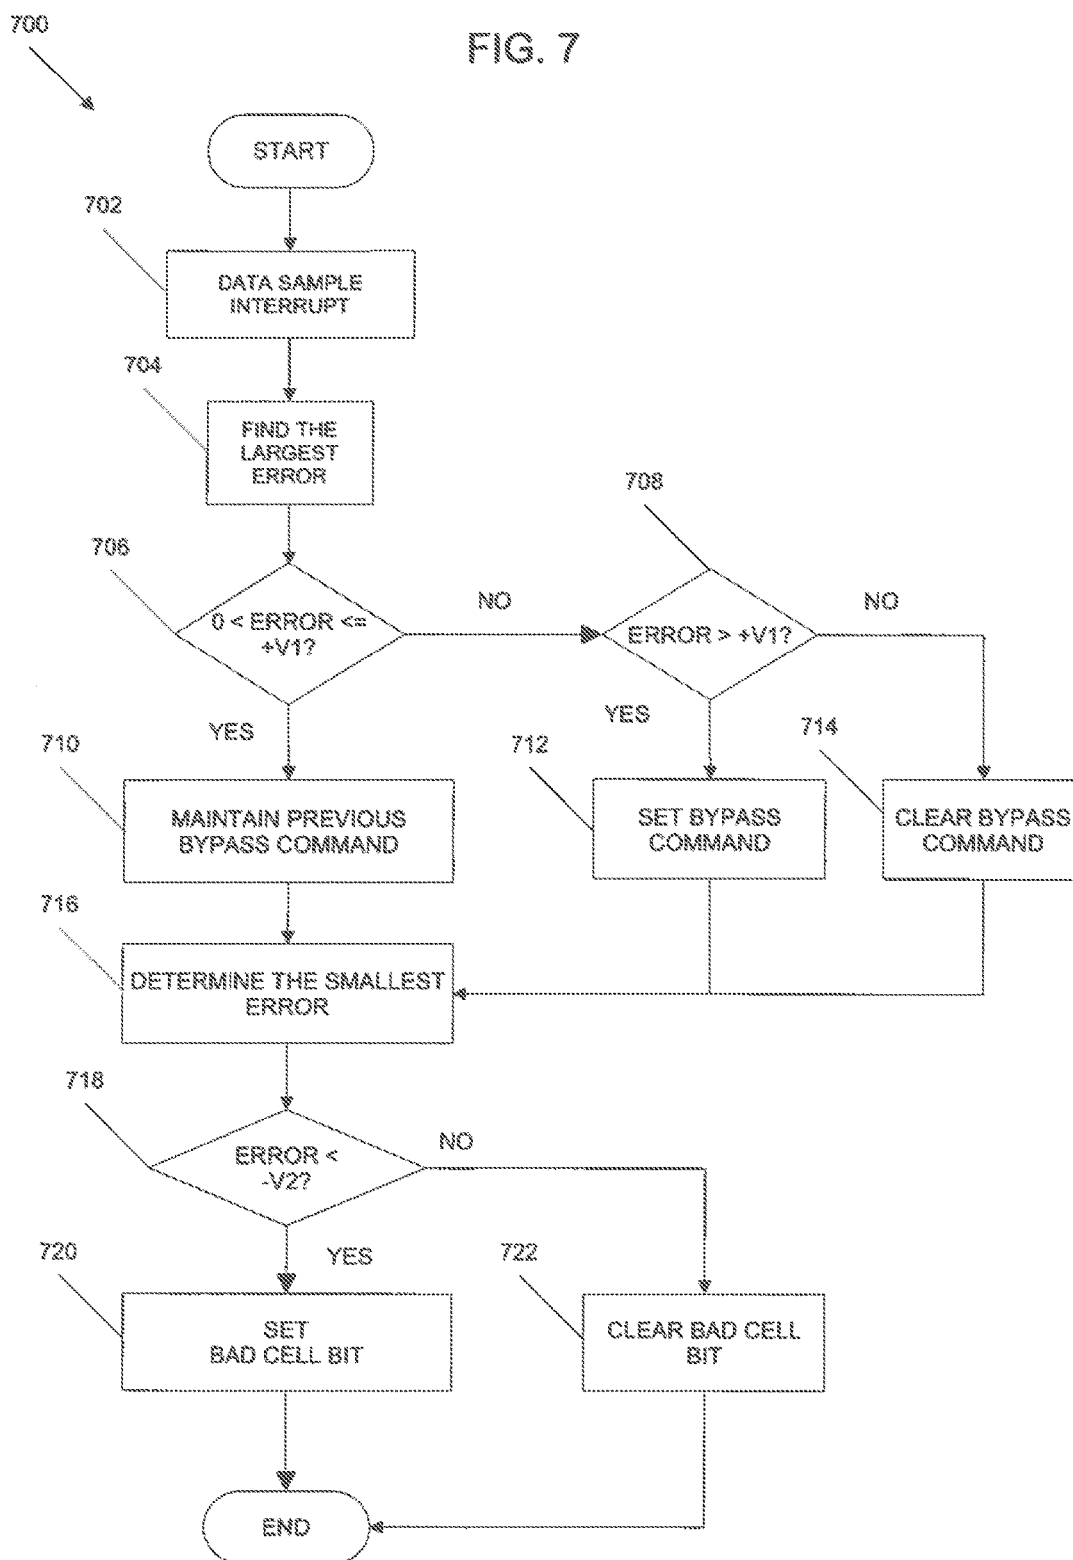 700
FIG. 7
START
702
DATA SAMPLE
INTERRUPT
704
FIND THE
LARGEST
ERROR
706
0 < ERROR <=
+V1?
NO
708
ERROR > +V1?
NO
YES
YES
710
MAINTAIN PREVIOUS
BYPASS COMMAND
712
SET BYPASS
COMMAND
714
CLEAR BYPASS
COMMAND
716
DETERMINE THE SMALLEST
ERROR
718
ERROR <
-V2?
NO
YES
720
SET
BAD CELL BIT
722
CLEAR BAD CELL
BIT
END